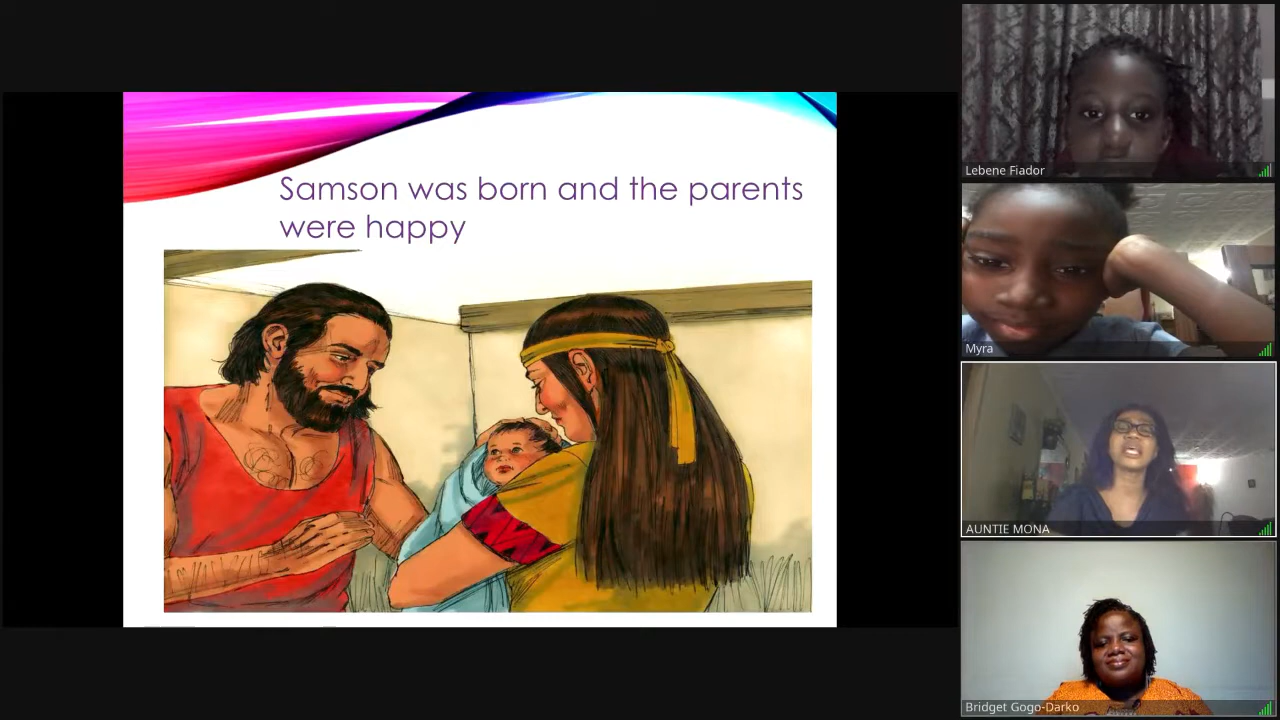 Samson was born and the parents
were happy
Lebene Fiador
Myra
AUNTIE MONA
Bridget Gogo-Darko